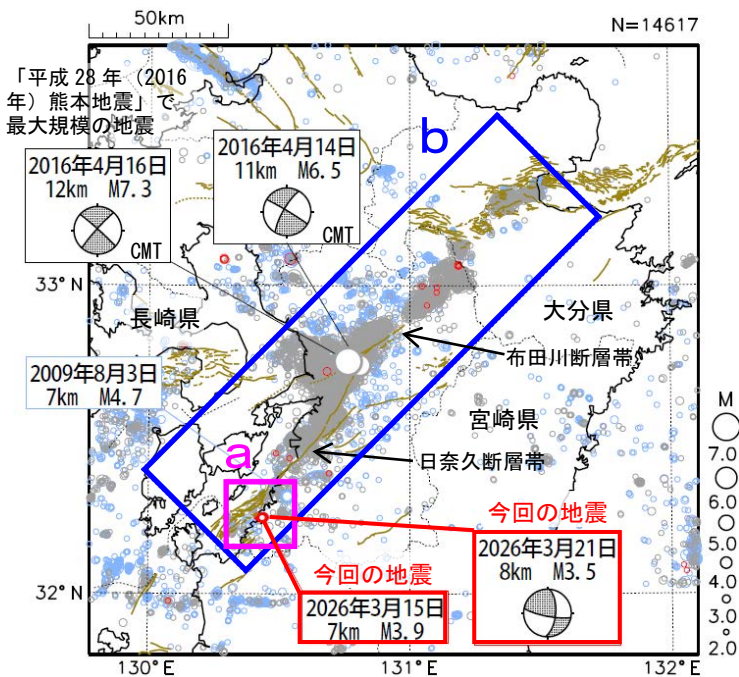 50km
N=14617
「平成 28 年（2016
年）熊本地震」で
最大規模の地震
2016年4月16日
12km M7.3
CMT
2016年4月14日
11km M6.5
CMT
b
33°N
長崎県
大分県
布田川断層帯
2009年8月3日
7km M4.7
宮崎県
a
日奈久断層帯
今回の地震
2026年3月21日
8km M3.5
今回の地震
2026年3月15日
7km M3.9
32°N
130°E
131°E
132°E
M
7.0
6.0
5.0
4.0
3.0
2.0